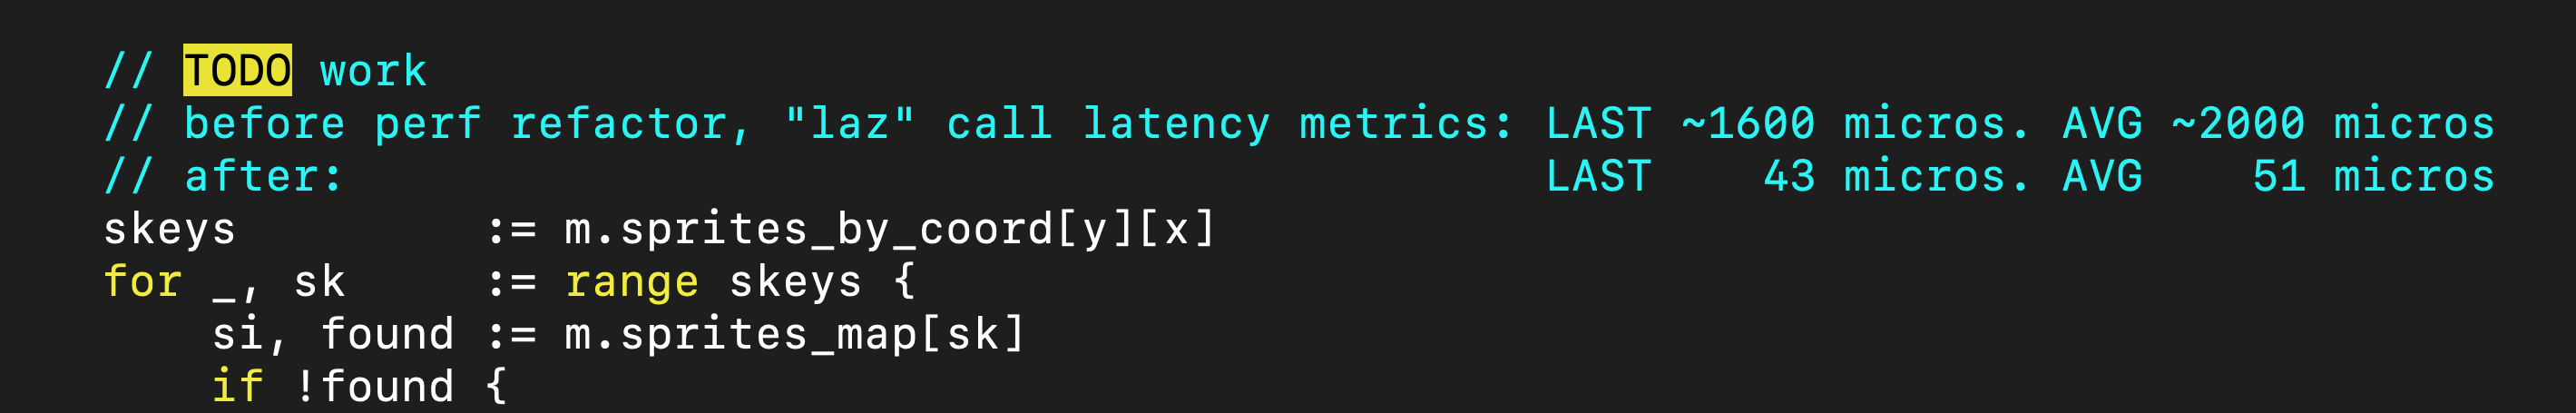 // TODO work
// before perf refactor, "laz" call latency metrics: LAST ~1600 micros. AVG ~2000 micros
// after:                                            LAST    43 micros. AVG    51 micros
skeys         := m.sprites_by_coord[y][x]
for _, sk     := range skeys {
    si, found := m.sprites_map[sk]
    if !found {